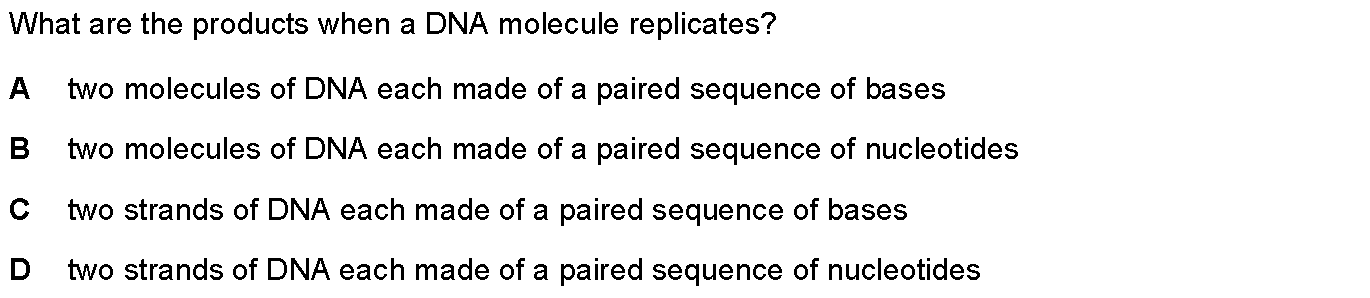 What are the products when a DNA molecule replicates?
A two molecules of DNA each made of a paired sequence of bases
B two molecules of DNA each made of a paired sequence of nucleotides
C two strands of DNA each made of a paired sequence of bases
D two strands of DNA each made of a paired sequence of nucleotides